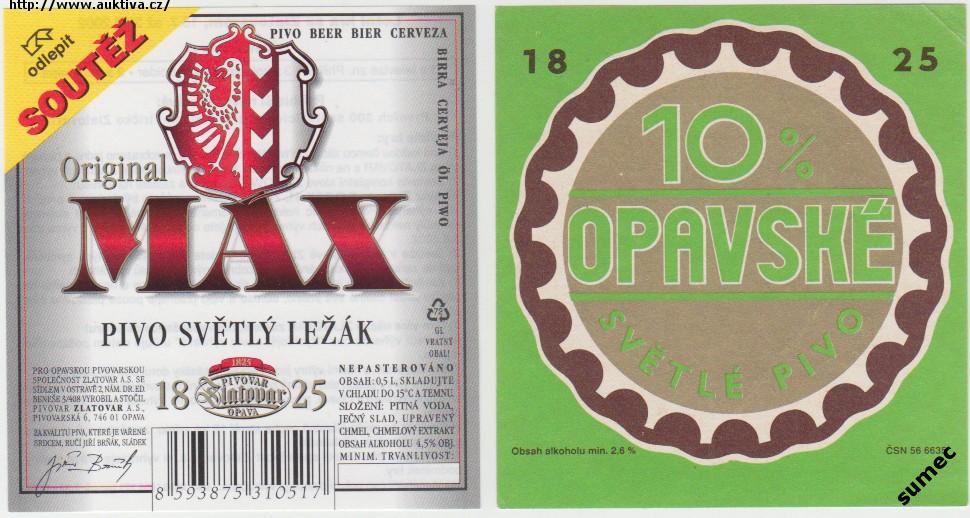 http://www.auktiva.cz/
odlepit
SOUTĚŽ
PIVO BEER BIER CERVEZA
BIRRA CERVEJA ÖL PIWO
Original
MAX
PIVO SVĚTLÝ LEŽÁK
GL
VRATNÝ
OBAL!
PRO OPAVSKOU PIVOVARSKOU
SPOLEČNOST ZLATOVAR A.S. SE
SÍDLEM V OSTRAVĚ 2, NÁM. DR. ED.
BENEŠE 3/408 VYROBIL A STOČIL
PIVOVAR ZLATOVAR A.S.,
PIVOVARSKÁ 6, 746 01 OPAVA
ZA KVALITU PIVA, KTERÉ JE VAŘENÉ
SRDCEM, RUČÍ JIŘÍ BRŇÁK, SLÁDEK
1825
18 PIVOVAR 25
Zlatovar
OPAVA
NEPASTEROVÁNO
OBSAH: 0,5 L, SKLADUJTE
V CHLADU DO 15°C A TEMNU.
SLOŽENÍ: PITNÁ VODA,
JEČNÝ SLAD, UPRAVENÝ
CHMEL, CHMELOVÝ EXTRAKT
OBSAH ALKOHOLU 4,5% OBJ.
MINIM. TRVANLIVOST:
8 593875 310517
18 25
10%
OPAVSKÉ
SVĚTLÉ PIVO
Obsah alkoholu min. 2,6 %
ČSN 56 6635
sumec